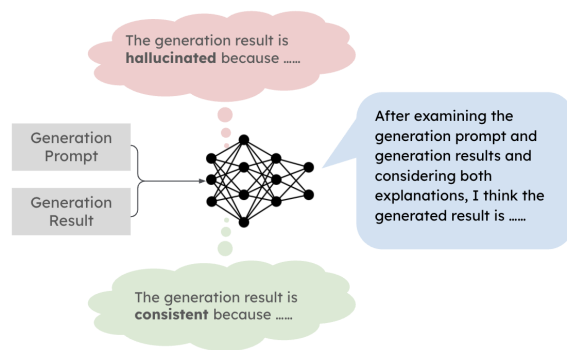 The generation result is
hallucinated because ......
Generation
Prompt
Generation
Result
After examining the
generation prompt and
generation results and
considering both
explanations, I think the
generated result is ......
The generation result is
consistent because ......